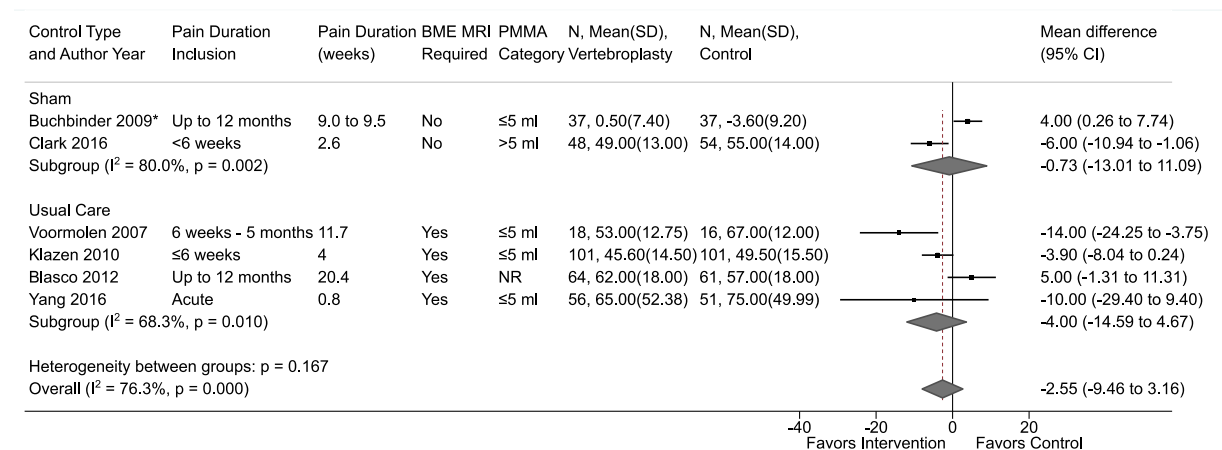 Control Type Pain Duration Pain Duration BME MRI PMMA N, Mean(SD), N, Mean(SD), Mean difference
and Author Year Inclusion (weeks) Required Category Vertebroplasty Control (95% CI)
Sham
Buchbinder 2009* Up to 12 months 9.0 to 9.5 No ≤5 ml 37, 0.50(7.40) 37, -3.60(9.20) 4.00 (0.26 to 7.74)
Clark 2016 <6 weeks 2.6 No >5 ml 48, 49.00(13.00) 54, 55.00(14.00) -6.00 (-10.94 to -1.06)
Subgroup (I² = 80.0%, p = 0.002) -0.73 (-13.01 to 11.09)
Usual Care
Voormolen 2007 6 weeks - 5 months 11.7 Yes ≤5 ml 18, 53.00(12.75) 16, 67.00(12.00) -14.00 (-24.25 to -3.75)
Klazen 2010 ≤6 weeks 4 Yes ≤5 ml 101, 45.60(14.50) 101, 49.50(15.50) -3.90 (-8.04 to 0.24)
Blasco 2012 Up to 12 months 20.4 Yes NR 64, 62.00(18.00) 61, 57.00(18.00) 5.00 (-1.31 to 11.31)
Yang 2016 Acute 0.8 Yes ≤5 ml 56, 65.00(52.38) 51, 75.00(49.99) -10.00 (-29.40 to 9.40)
Subgroup (I² = 68.3%, p = 0.010) -4.00 (-14.59 to 4.67)
Heterogeneity between groups: p = 0.167
Overall (I² = 76.3%, p = 0.000) -2.55 (-9.46 to 3.16)
-40 -20 0 20
Favors Intervention Favors Control